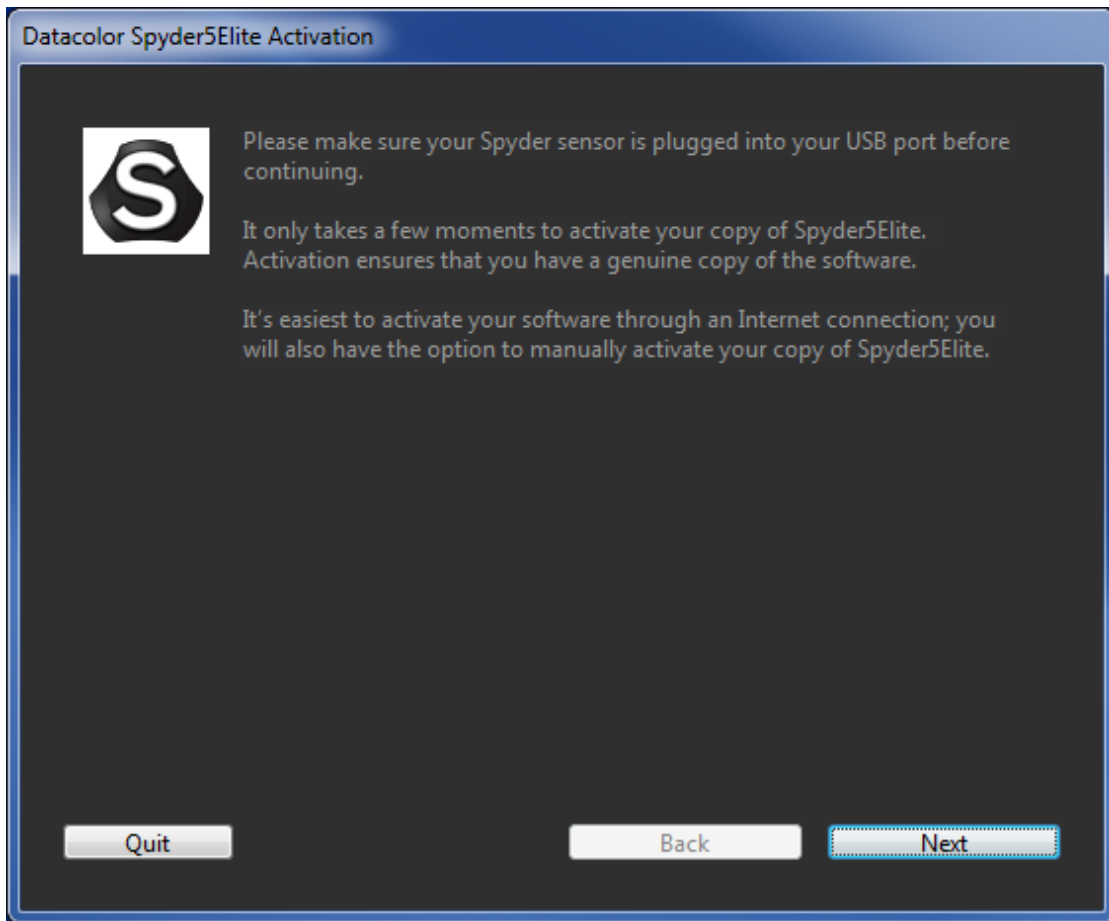 Datacolor Spyder5Elite Activation
S
Please make sure your Spyder sensor is plugged into your USB port before
continuing.
It only takes a few moments to activate your copy of Spyder5Elite.
Activation ensures that you have a genuine copy of the software.
It's easiest to activate your software through an Internet connection; you
will also have the option to manually activate your copy of Spyder5Elite.
Quit
Back
Next